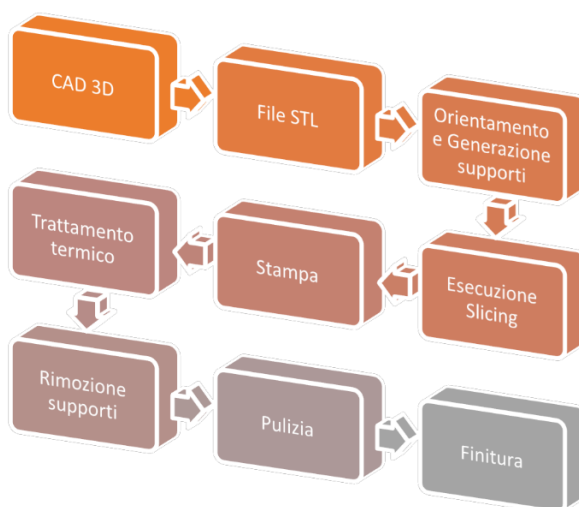 CAD 3D
File STL
Orientamento
e Generazione
supporti
Esecuzione
Slicing
Stampa
Trattamento
termico
Rimozione
supporti
Pulizia
Finitura